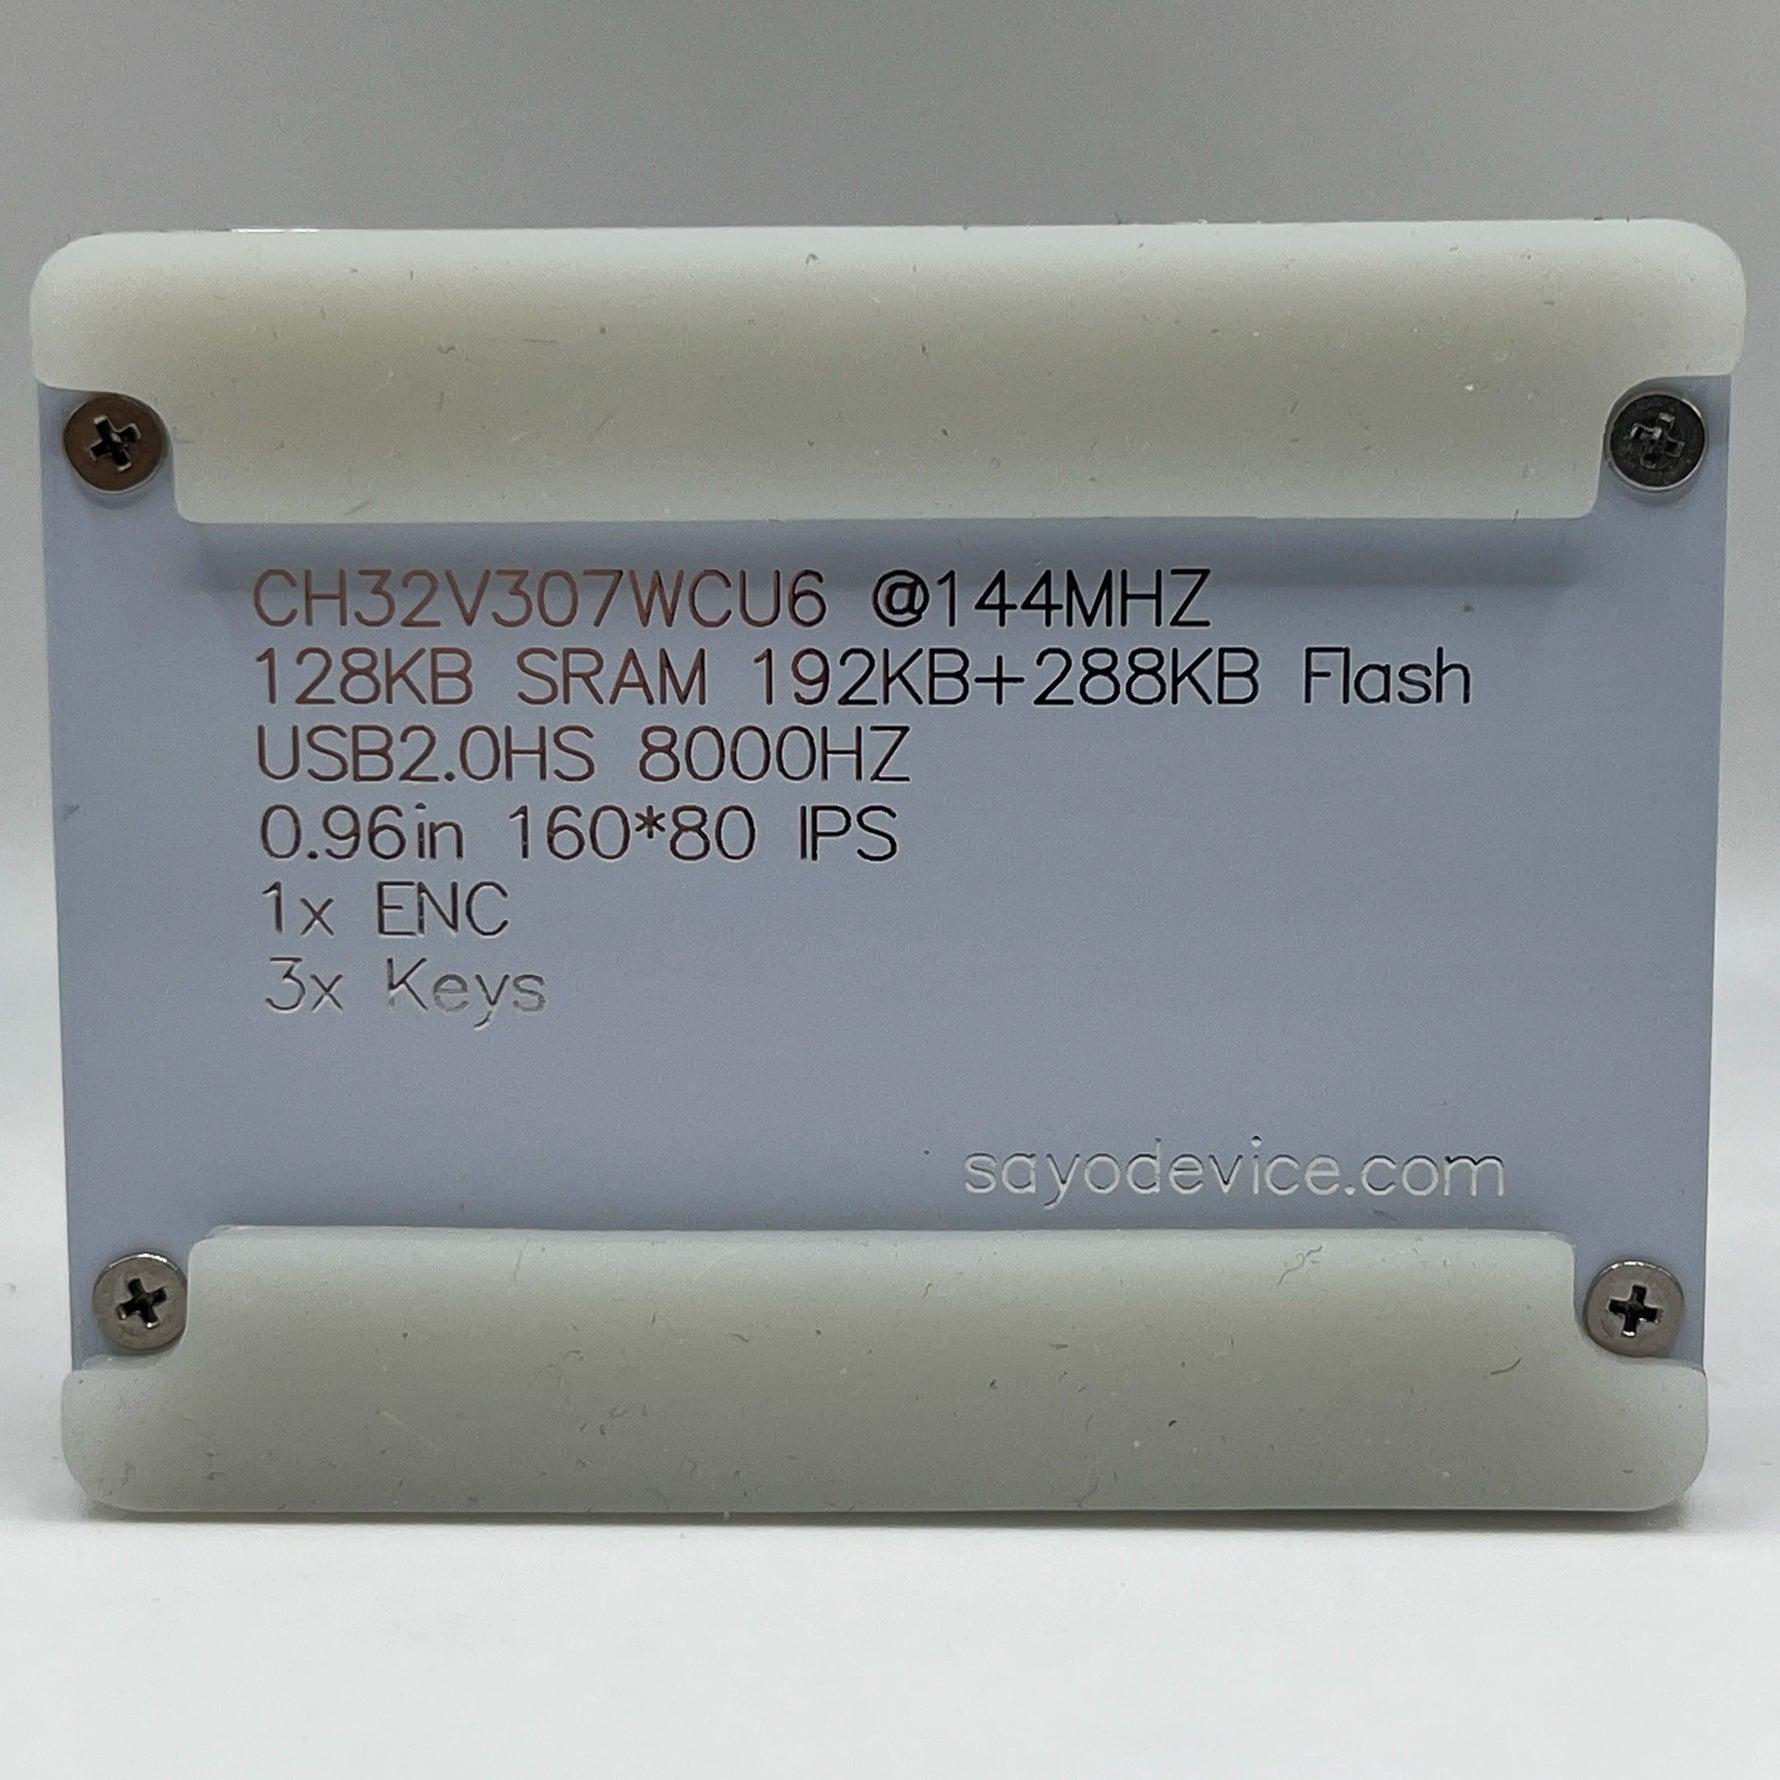 CH32V307WCU6 @144MHZ
128KB SRAM 192KB+288KB Flash
USB2.0HS 8000HZ
0.96in 160*80 IPS
1x ENC
3x Keys
sayodevice.com